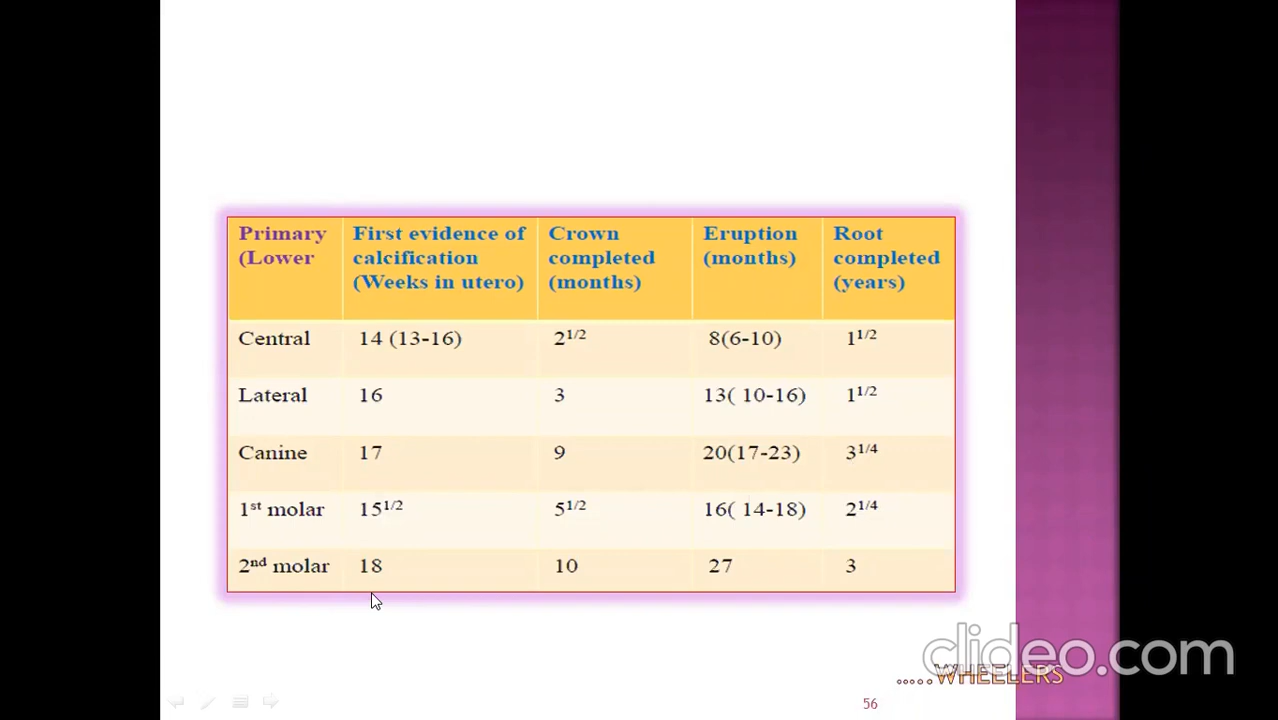 Primary (Lower First evidence of calcification (Weeks in utero) Crown completed (months) Eruption (months) Root completed (years)
Central 14 (13-16) 2 1/2 8(6-10) 1 1/2
Lateral 16 3 13( 10-16) 1 1/2
Canine 17 9 20(17-23) 3 1/4
1st molar 15 1/2 5 1/2 16( 14-18) 2 1/4
2nd molar 18 10 27 3
clideo.com
.....WHEELERS
56